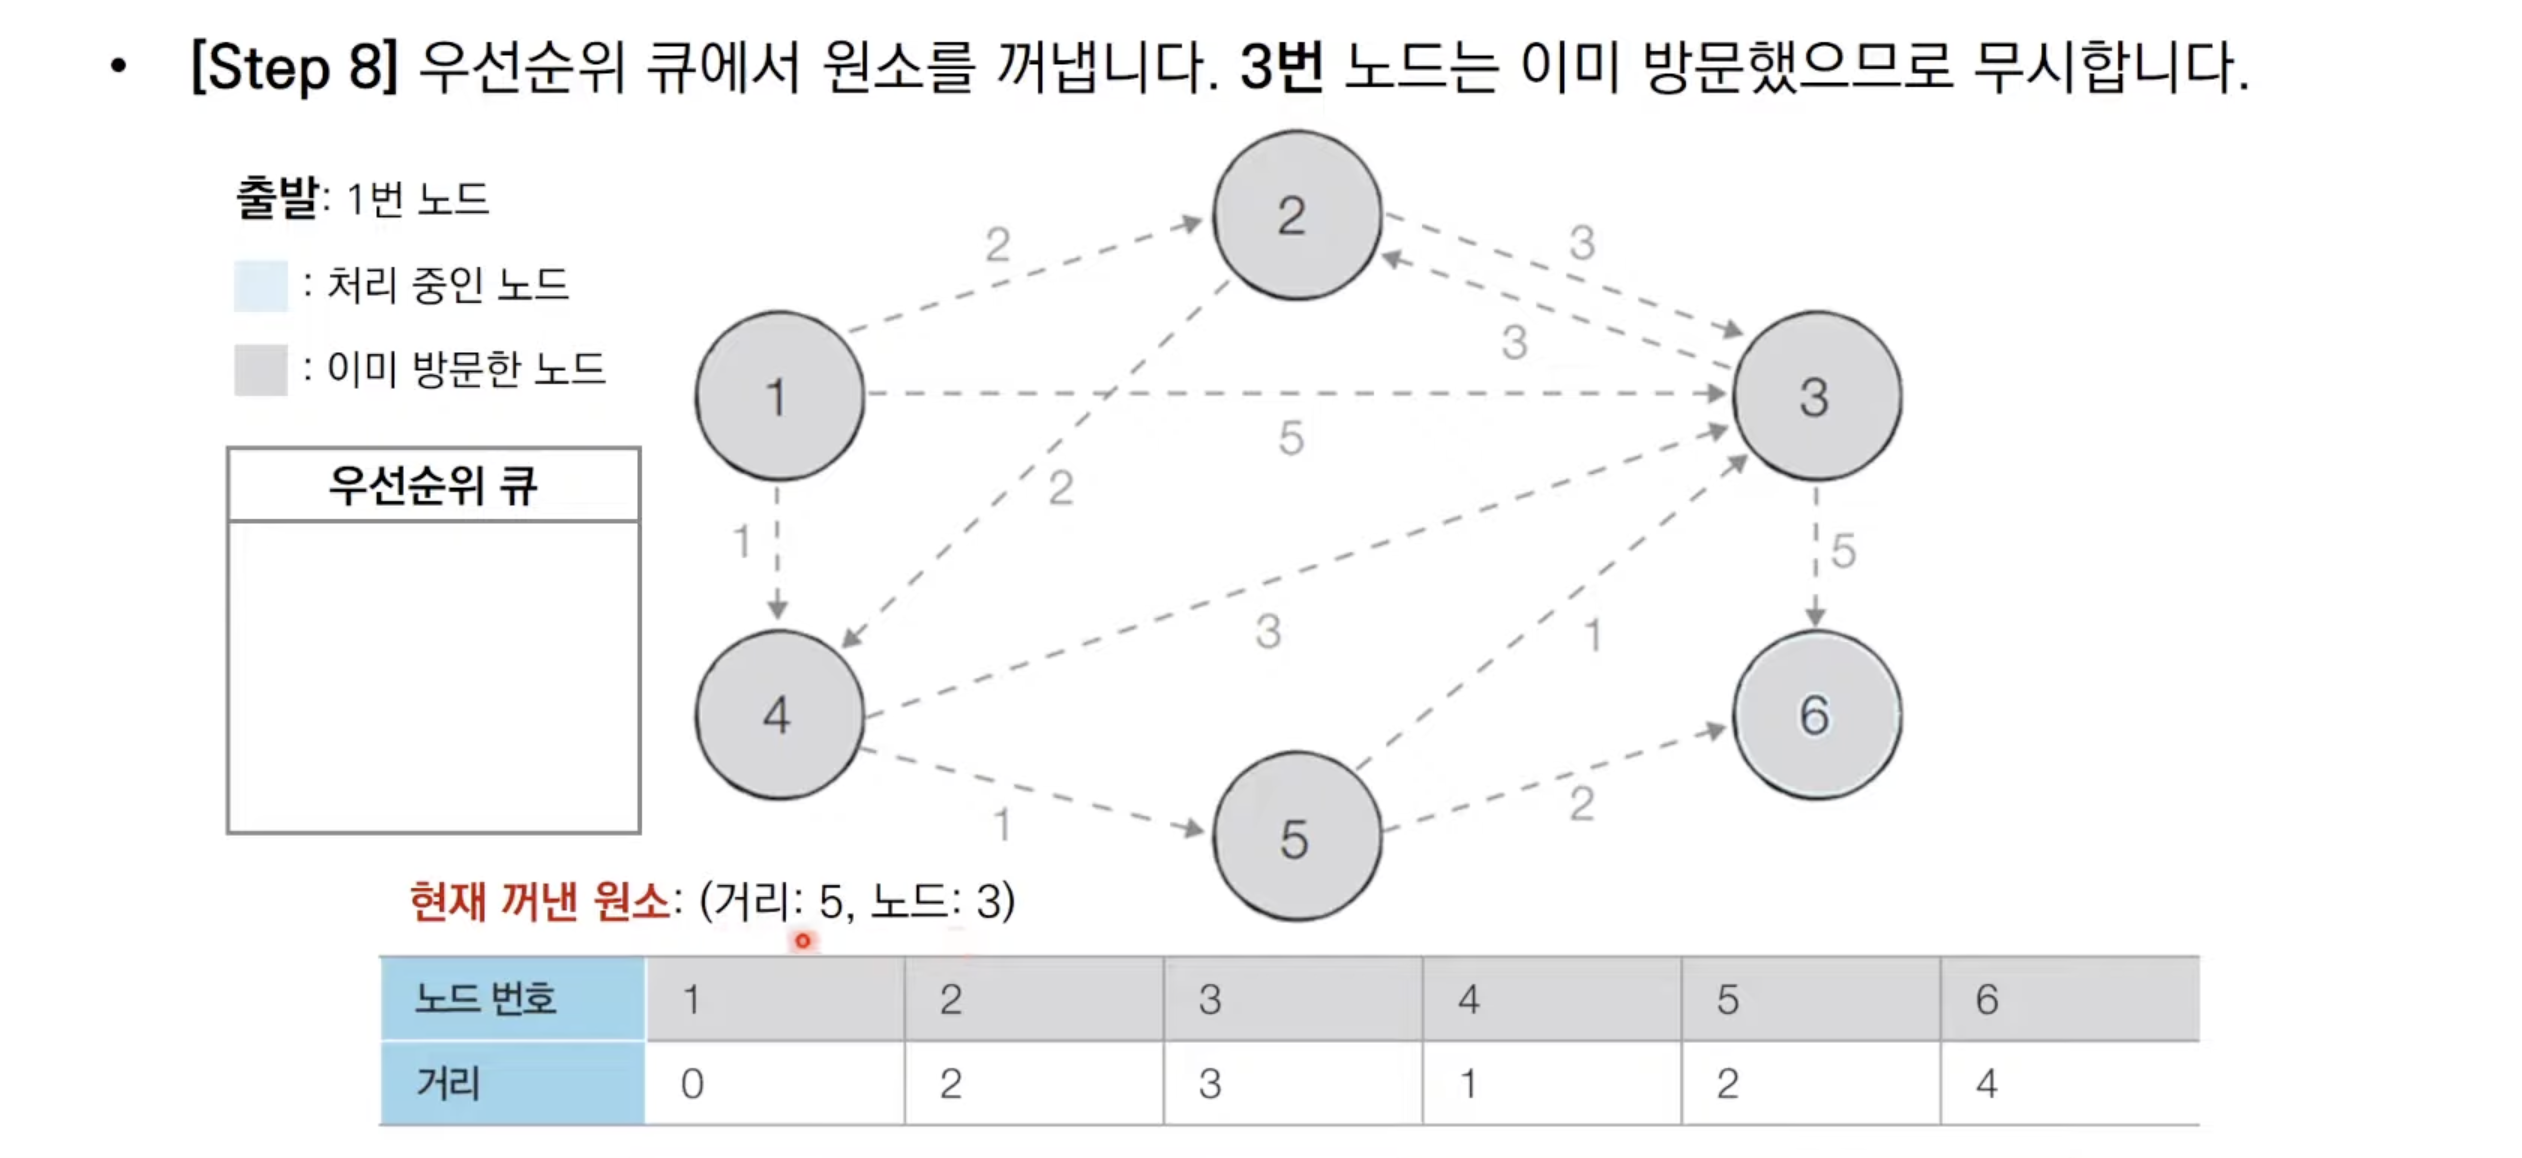 • [Step 8] 우선순위 큐에서 원소를 꺼냅니다. 3번 노드는 이미 방문했으므로 무시합니다.
출발: 1번 노드
: 처리 중인 노드
: 이미 방문한 노드
우선순위 큐
2
2
3
3
1
5
3
2
1
5
3
1
4
6
1
5
2
현재 꺼낸 원소: (거리: 5, 노드: 3)
노드 번호 1 2 3 4 5 6
거리 0 2 3 1 2 4